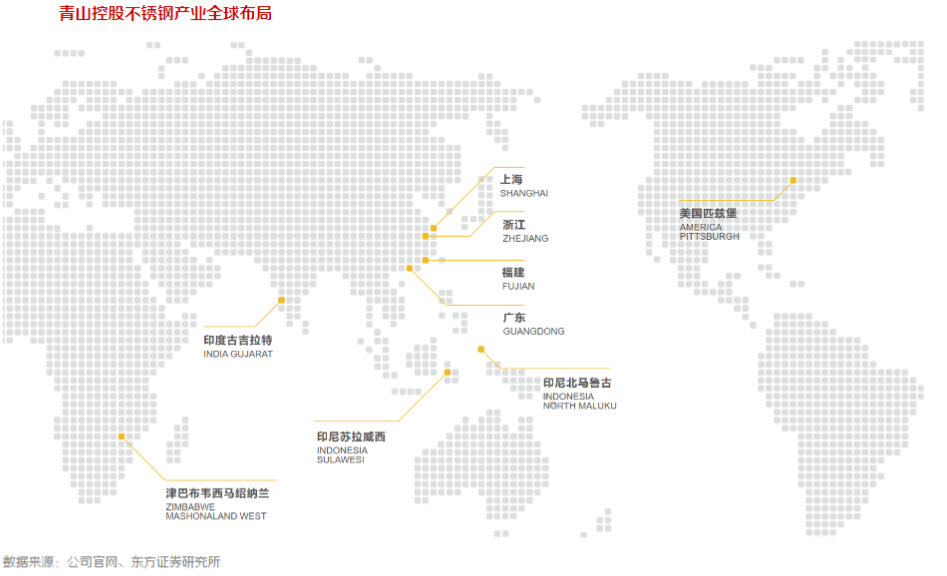 青山控股不锈钢产业全球布局
上海
SHANGHAI
浙江
ZHEJIANG
美国匹兹堡
AMERICA
PITTSBURGH
福建
FUJIAN
广东
GUANGDONG
印度古吉拉特
INDIA GUJARAT
印尼北马鲁古
INDONESIA
NORTH MALUKU
印尼苏拉威西
INDONESIA
SULAWESI
津巴布韦西马绍纳兰
ZIMBABWE
MASHONALAND WEST
数据来源：公司官网、东方证券研究所